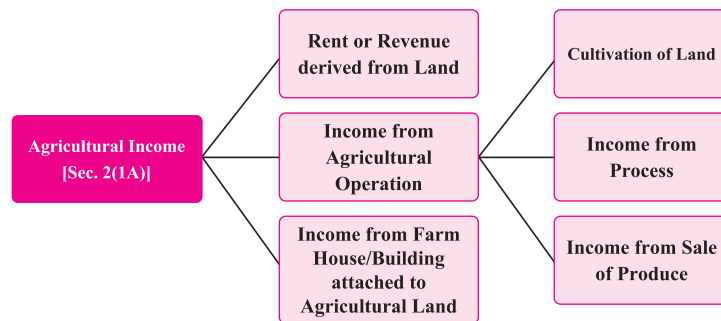 Agricultural Income
[Sec. 2(1A)]
Rent or Revenue
derived from Land
Income from
Agricultural
Operation
Income from Farm
House/Building
attached to
Agricultural Land
Cultivation of Land
Income from
Process
Income from Sale
of Produce